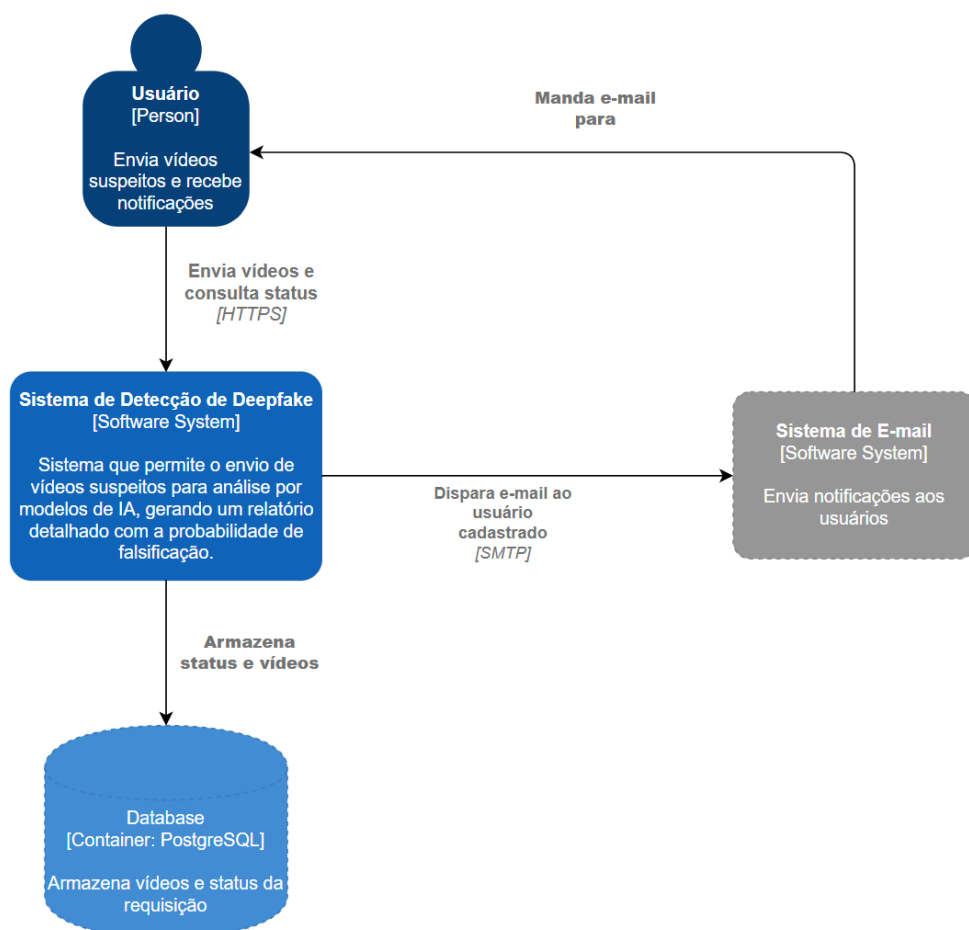 Usuário
[Person]
Envia vídeos
suspeitos e recebe
notificações
Manda e-mail
para
Envia vídeos e
consulta status
[HTTPS]
Sistema de Detecção de Deepfake
[Software System]
Sistema que permite o envio de
vídeos suspeitos para análise por
modelos de IA, gerando um relatório
detalhado com a probabilidade de
falsificação.
Dispara e-mail ao
usuário
cadastrado
[SMTP]
Sistema de E-mail
[Software System]
Envia notificações aos
usuários
Armazena
status e vídeos
Database
[Container: PostgreSQL]
Armazena vídeos e status da
requisição